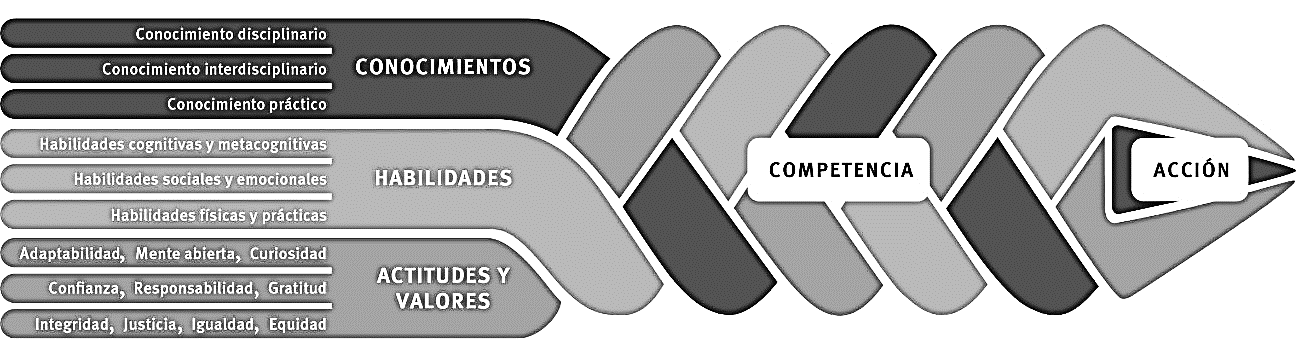 Conocimiento disciplinario
Conocimiento interdisciplinario
Conocimiento práctico
CONOCIMIENTOS
Habilidades cognitivas y metacognitivas
Habilidades sociales y emocionales
Habilidades físicas y prácticas
HABILIDADES
Adaptabilidad, Mente abierta, Curiosidad
Confianza, Responsabilidad, Gratitud
Integridad, Justicia, Igualdad, Equidad
ACTITUDES Y
VALORES
COMPETENCIA
ACCIÓN